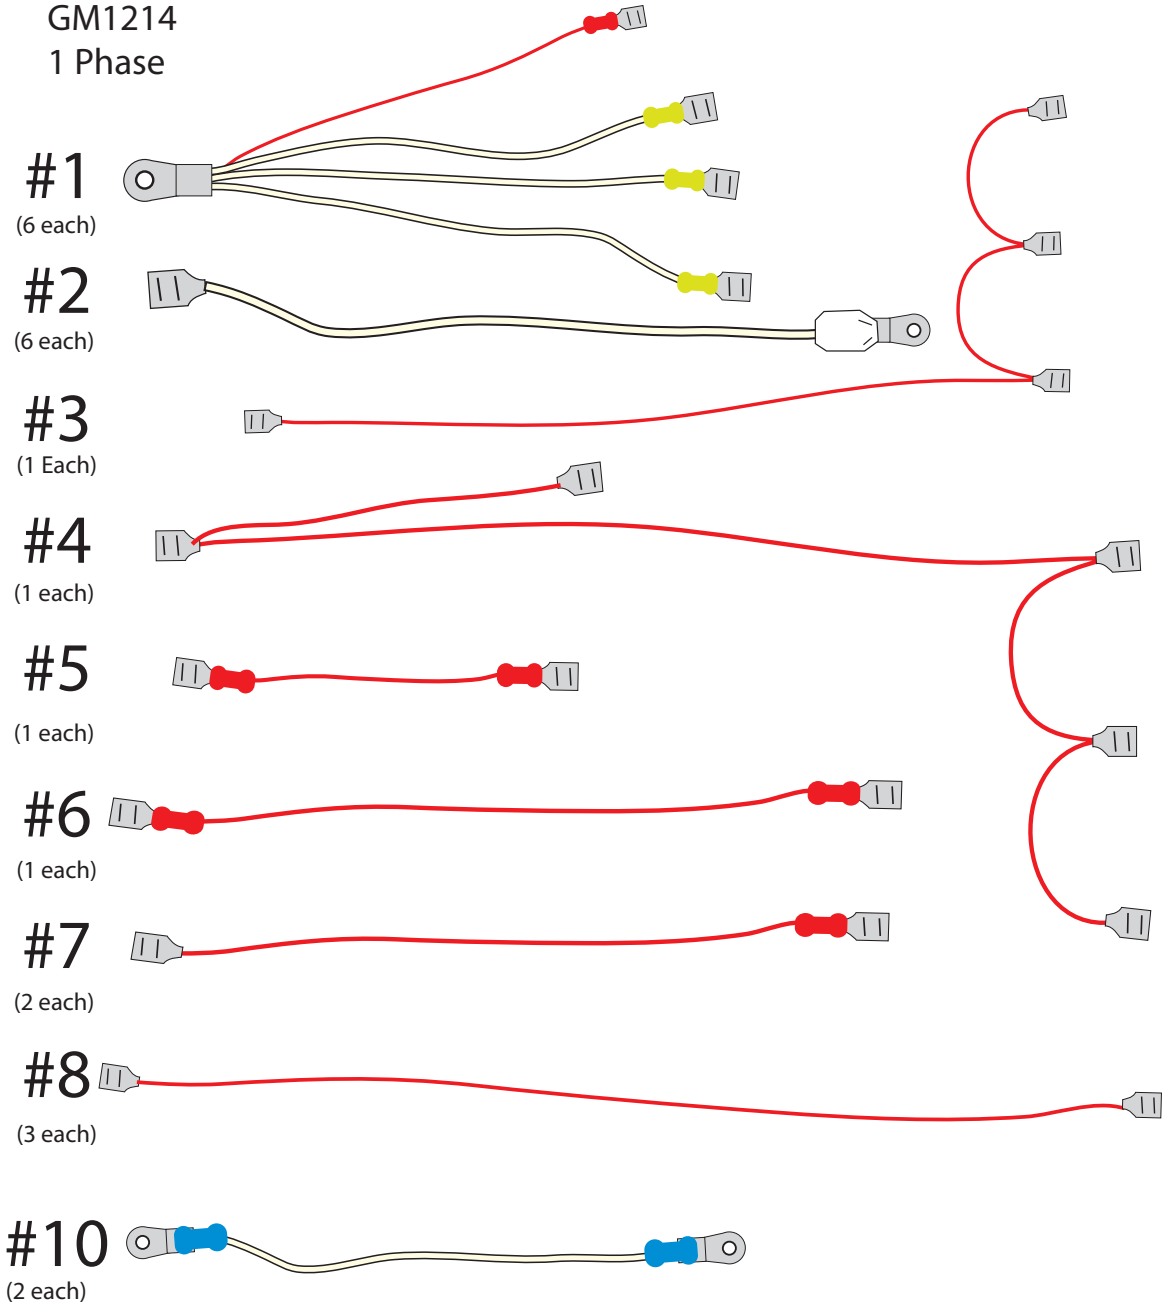 GM1214
1 Phase
#1
(6 each)
#2
(6 each)
#3
(1 Each)
#4
(1 each)
#5
(1 each)
#6
(1 each)
#7
(2 each)
#8
(3 each)
#10
(2 each)